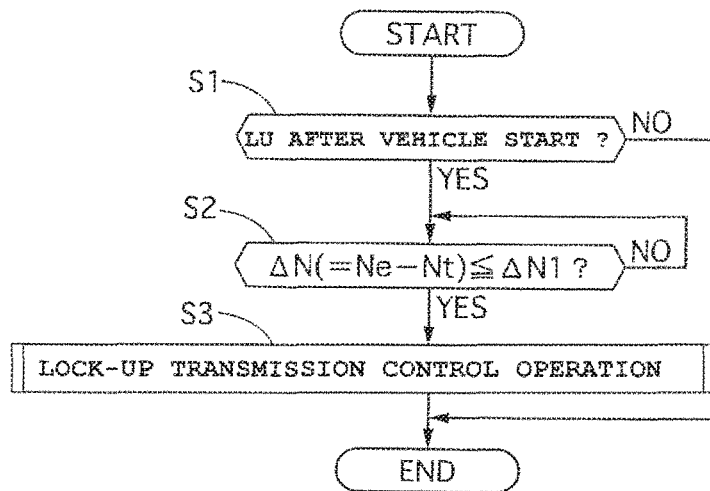 START
S1
LU AFTER VEHICLE START ?
NO
YES
S2
ΔN(=Ne−Nt)≦ΔN1?
NO
YES
S3
LOCK-UP TRANSMISSION CONTROL OPERATION
END